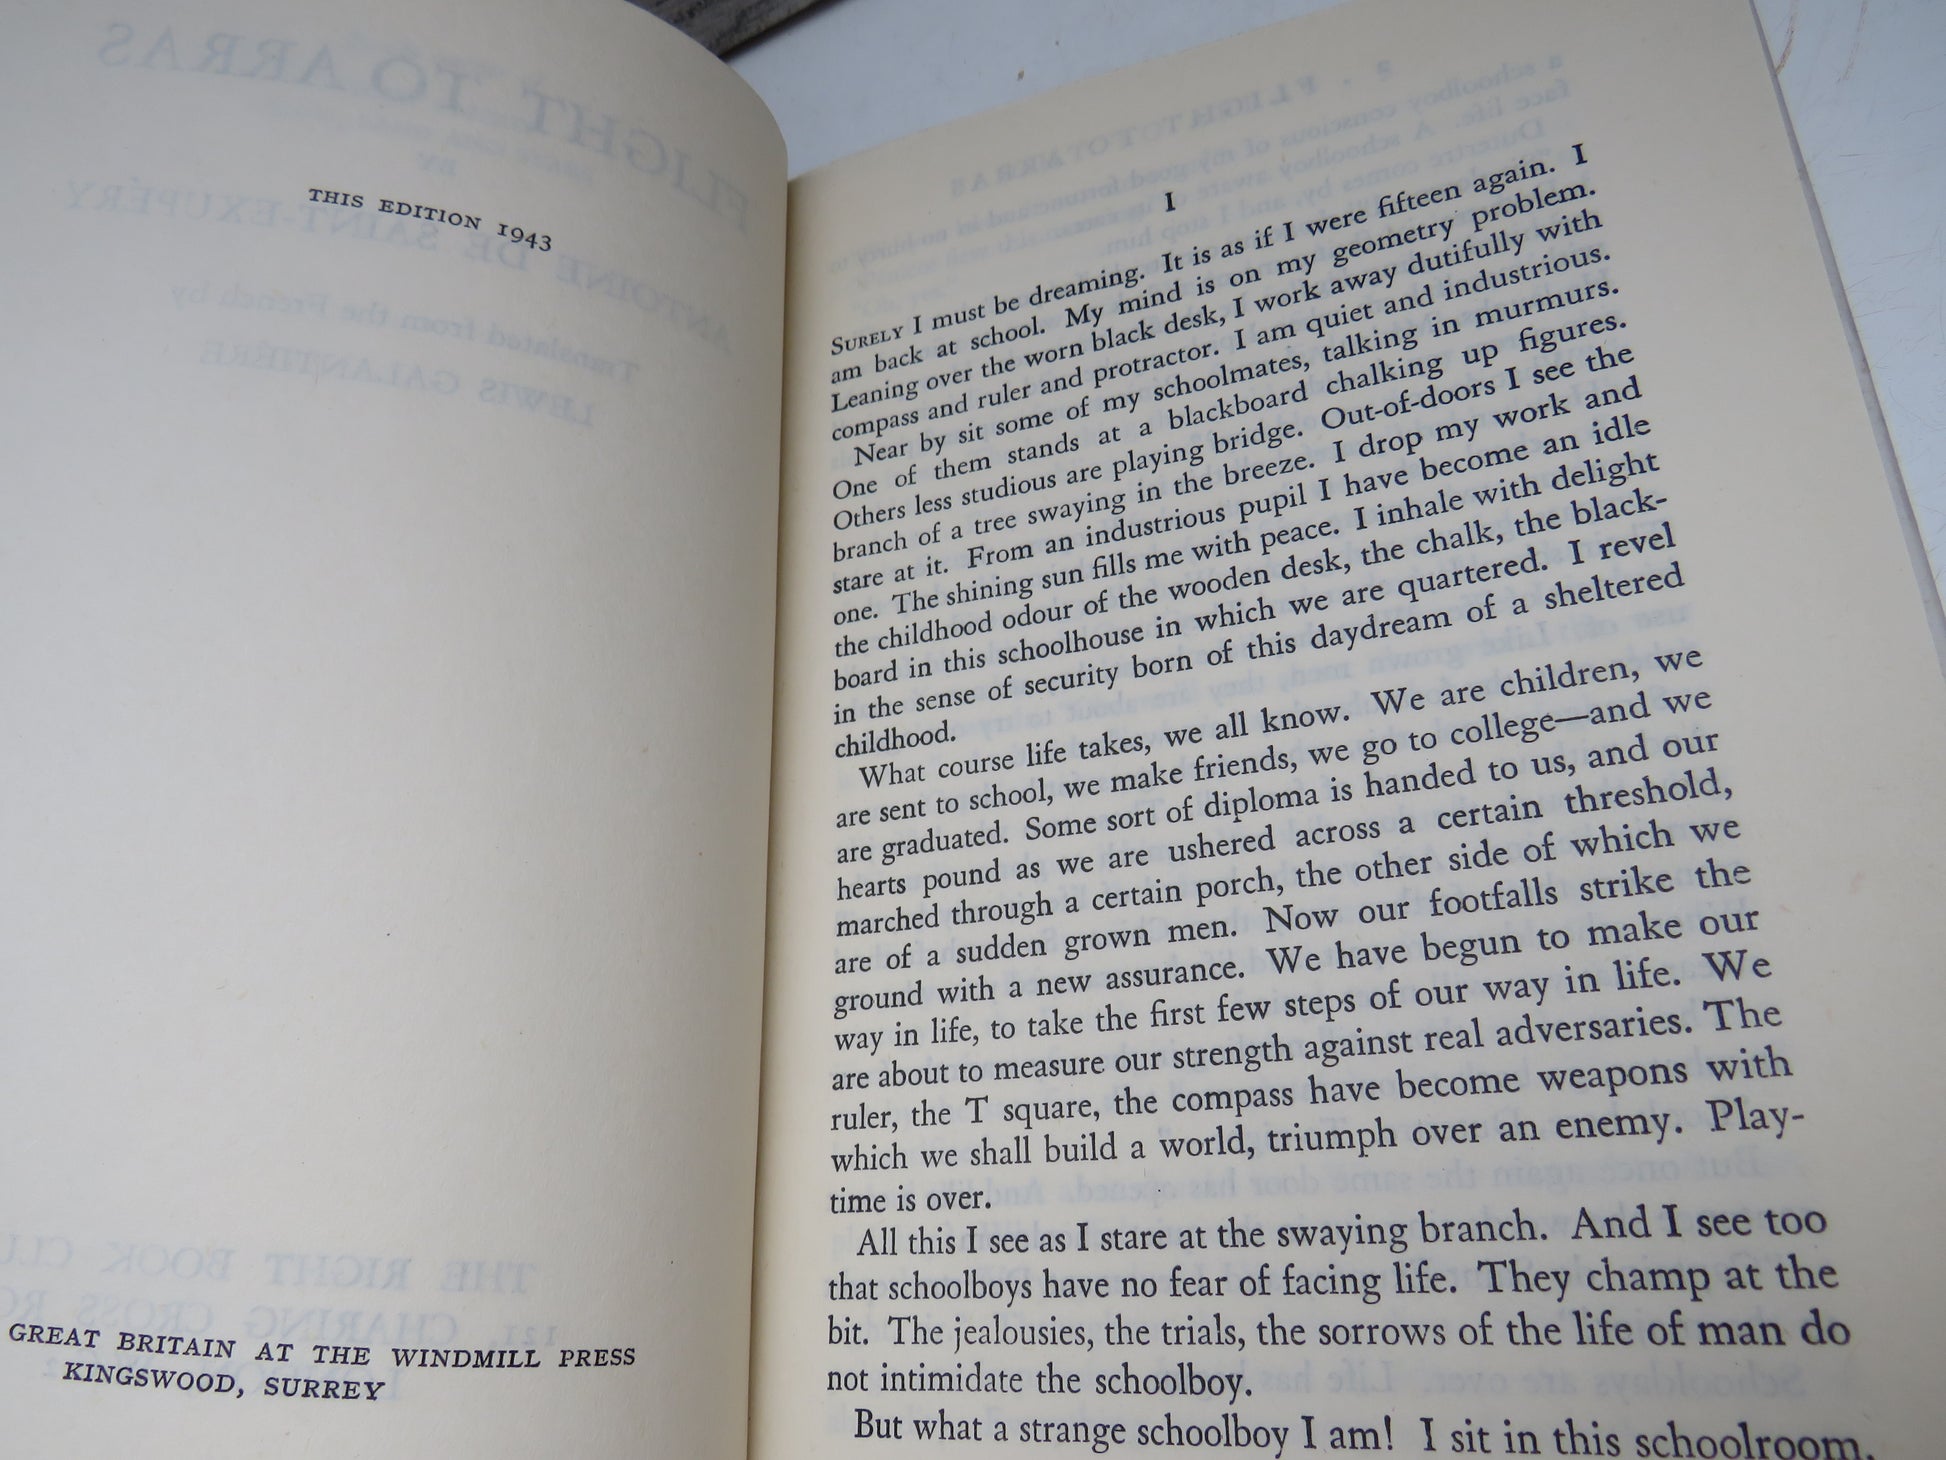 THIS EDITION 1943
GREAT BRITAIN AT THE WINDMILL PRESS
KINGSWOOD, SURREY
I
SURELY I must be dreaming. It is as if I were fifteen again. I
am back at school. My mind is on my geometry problem.
Leaning over the worn black desk, I work away dutifully with
compass and ruler and protractor. I am quiet and industrious.
Near by sit some of my schoolmates, talking in murmurs.
One of them stands at a blackboard chalking up figures.
Others less studious are playing bridge. Out-of-doors I see the
branch of a tree swaying in the breeze. I drop my work and
stare at it. From an industrious pupil I have become an idle
one. The shining sun fills me with peace. I inhale with delight
the childhood odour of the wooden desk, the chalk, the black-
board in this schoolhouse in which we are quartered. I revel
in the sense of security born of this daydream of a sheltered
childhood.
What course life takes, we all know. We are children, we
are sent to school, we make friends, we go to college—and we
are graduated. Some sort of diploma is handed to us, and our
hearts pound as we are ushered across a certain threshold,
marched through a certain porch, the other side of which we
are of a sudden grown men. Now our footfalls strike the
ground with a new assurance. We have begun to make our
way in life, to take the first few steps of our way in life. We
are about to measure our strength against real adversaries. The
ruler, the T square, the compass have become weapons with
which we shall build a world, triumph over an enemy. Play-
time is over.
All this I see as I stare at the swaying branch. And I see too
that schoolboys have no fear of facing life. They champ at the
bit. The jealousies, the trials, the sorrows of the life of man do
not intimidate the schoolboy.
But what a strange schoolboy I am! I sit in this schoolroom,